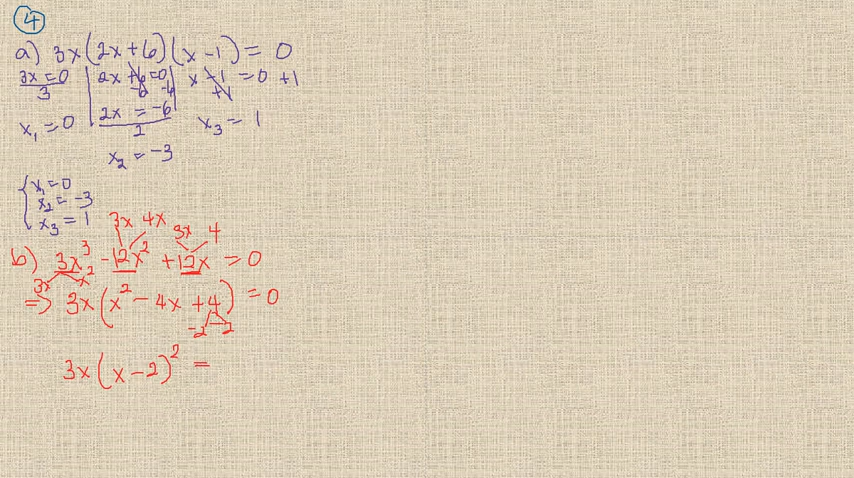 4
a) 3x(2x+6)(x-1) = 0
3x = 0 | 2x+6 = 0 | x-1 = 0 +1
3 -6 -6 +1
2x = -6
x₁ = 0 2 x₃ = 1
x₂ = -3
{ x₁ = 0
x₂ = -3
x₃ = 1
3x 4x 3x 4
b) 3x³ - 12x² + 12x = 0
3x x²
=> 3x(x² - 4x + 4) = 0
-2 -2
3x(x-2)² =